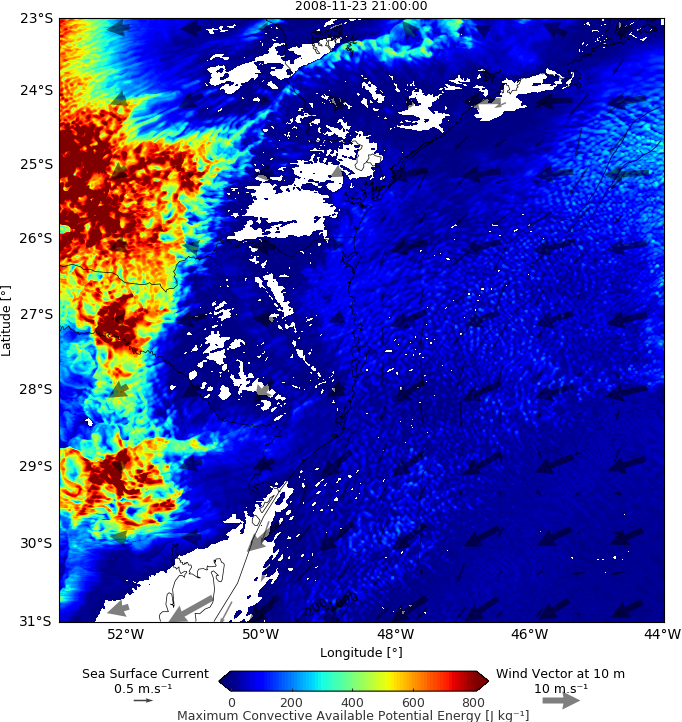 2008-11-23 21:00:00
23°S
24°S
25°S
26°S
27°S
28°S
29°S
30°S
31°S
Latitude [°]
52°W 50°W 48°W 46°W 44°W
Longitude [°]
Sea Surface Current
0.5 m.s⁻¹
Wind Vector at 10 m
10 m.s⁻¹
0 200 400 600 800
Maximum Convective Available Potential Energy [J kg⁻¹]